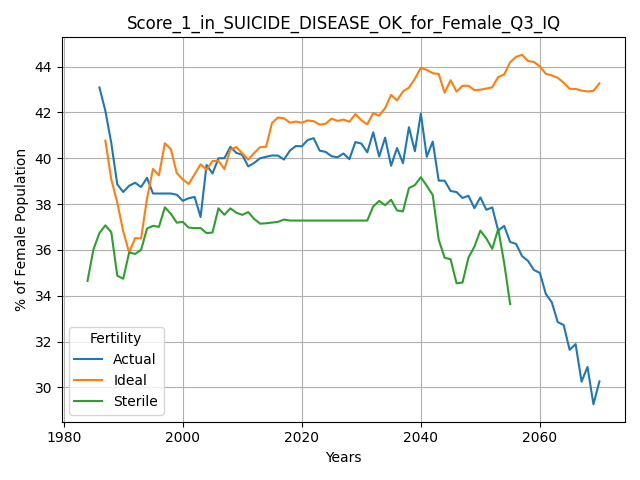 Score_1_in_SUICIDE_DISEASE_OK_for_Female_Q3_IQ
% of Female Population
44
42
40
38
36
34
32
30
Fertility
Actual
Ideal
Sterile
1980
2000
2020
2040
2060
Years